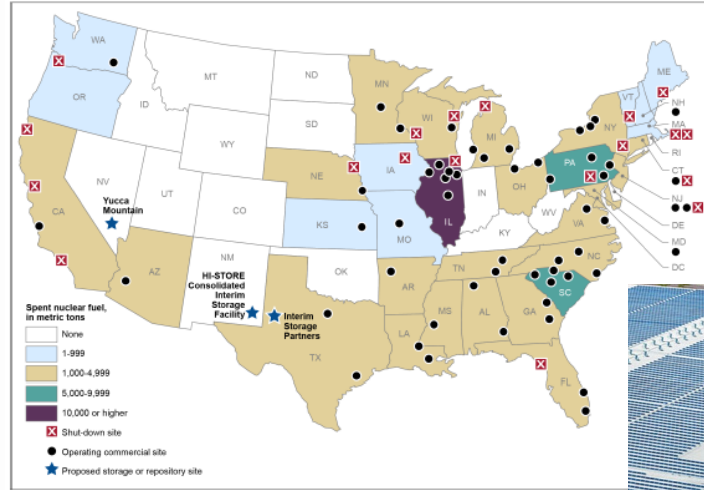 WA
MT
ND
MN
ME
OR
ID
SD
WI
MI
VT
NH
MA
NY
RI
WY
IA
NE
PA
CT
NJ
NV
UT
CO
IL
IN
OH
DE
MD
DC
CA
KS
MO
KY
WV
VA
Yucca
Mountain
AZ
NM
OK
AR
TN
NC
SC
HI-STORE
Consolidated
Interim
Storage
Facility
Interim
Storage
Partners
TX
LA
MS
AL
GA
FL
Spent nuclear fuel,
in metric tons
None
1-999
1,000-4,999
5,000-9,999
10,000 or higher
Shut-down site
Operating commercial site
Proposed storage or repository site